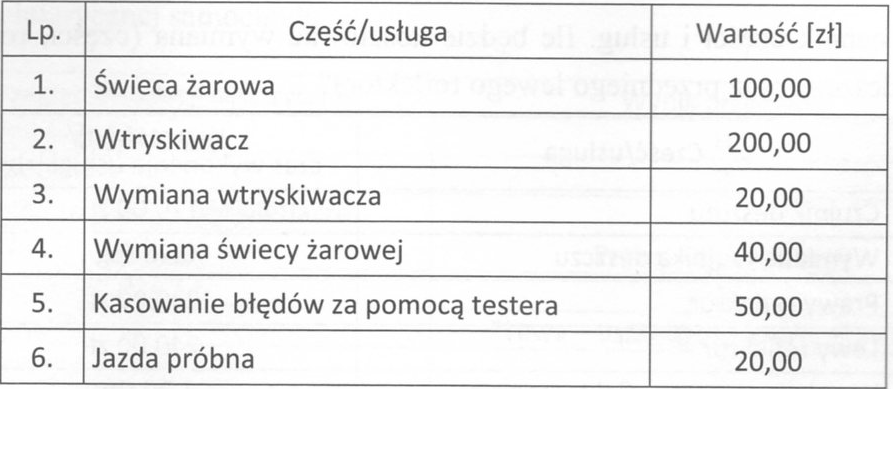 Lp. Część/usługa Wartość [zł]
1. Świeca żarowa 100,00
2. Wtryskiwacz 200,00
3. Wymiana wtryskiwacza 20,00
4. Wymiana świecy żarowej 40,00
5. Kasowanie błędów za pomocą testera 50,00
6. Jazda próbna 20,00